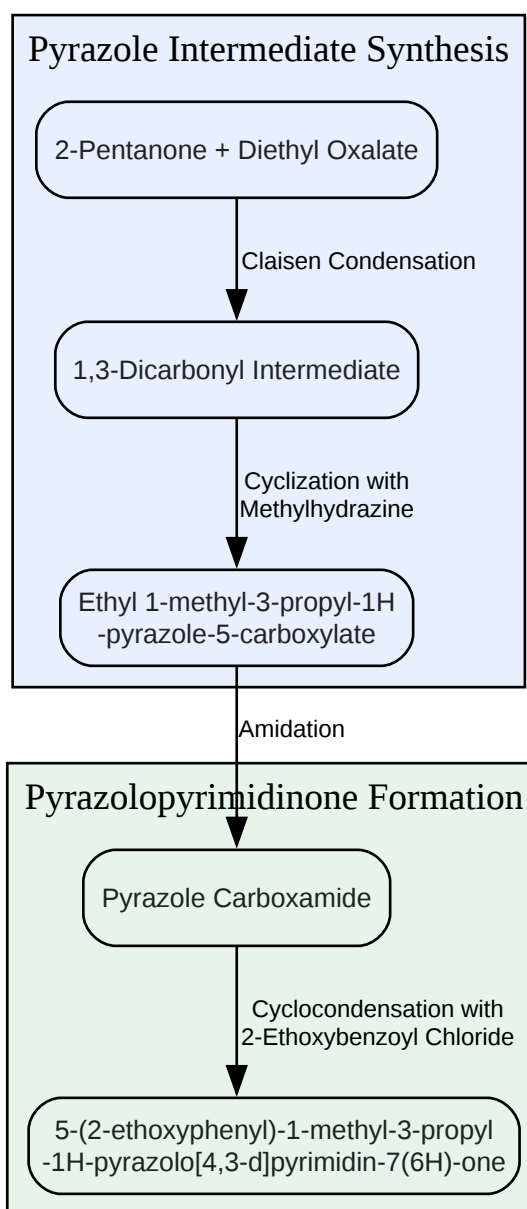 Pyrazole Intermediate Synthesis
2-Pentanone + Diethyl Oxalate
Claisen Condensation
1,3-Dicarbonyl Intermediate
Cyclization with
Methylhydrazine
Ethyl 1-methyl-3-propyl-1H
-pyrazole-5-carboxylate
Amidation
Pyrazolopyrimidinone Formation
Pyrazole Carboxamide
Cyclocondensation with
2-Ethoxybenzoyl Chloride
5-(2-ethoxyphenyl)-1-methyl-3-propyl
-1H-pyrazolo[4,3-d]pyrimidin-7(6H)-one